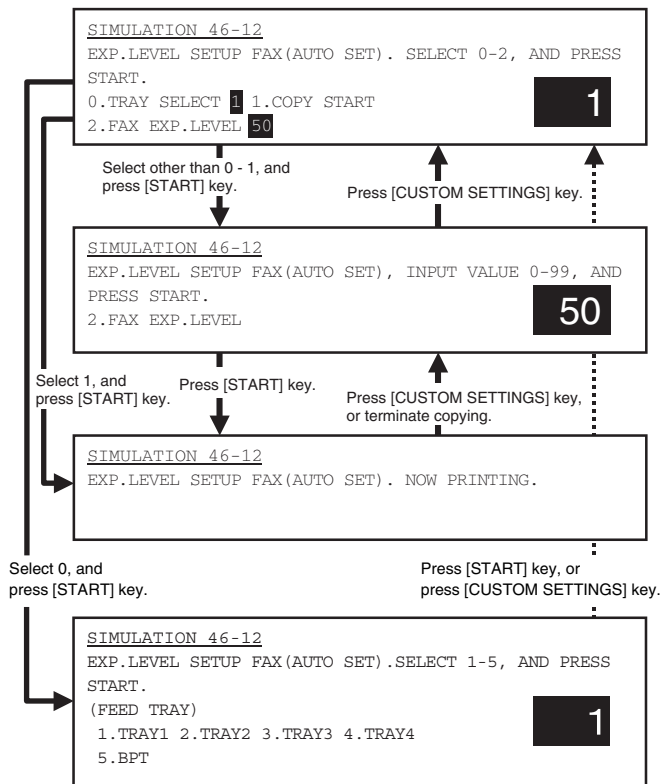 SIMULATION 46-12
EXP.LEVEL SETUP FAX(AUTO SET). SELECT 0-2, AND PRESS
START.
0.TRAY SELECT 1 1.COPY START
2.FAX EXP.LEVEL 50
1
Select other than 0 - 1, and
press [START] key.
Press [CUSTOM SETTINGS] key.
SIMULATION 46-12
EXP.LEVEL SETUP FAX(AUTO SET), INPUT VALUE 0-99, AND
PRESS START.
2.FAX EXP.LEVEL
50
Select 1, and
press [START] key.
Press [START] key.
Press [CUSTOM SETTINGS] key,
or terminate copying.
SIMULATION 46-12
EXP.LEVEL SETUP FAX(AUTO SET). NOW PRINTING.
Select 0, and
press [START] key.
Press [START] key, or
press [CUSTOM SETTINGS] key.
SIMULATION 46-12
EXP.LEVEL SETUP FAX(AUTO SET).SELECT 1-5, AND PRESS
START.
(FEED TRAY)
1.TRAY1 2.TRAY2 3.TRAY3 4.TRAY4
5.BPT
1